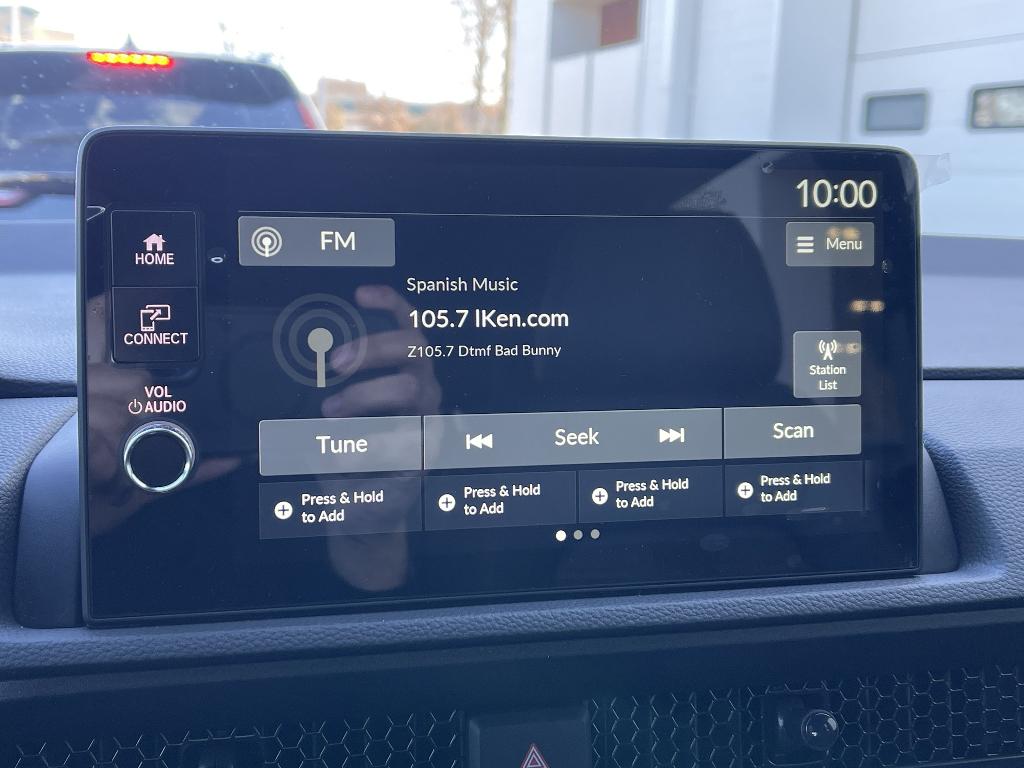 10:00
HOME
FM
Menu
Spanish Music
105.7 lKen.com
Z105.7 Dtmf Bad Bunny
CONNECT
Station
List
VOL
AUDIO
Tune
Seek
Scan
Press & Hold
to Add
Press & Hold
to Add
Press & Hold
to Add
Press & Hold
to Add